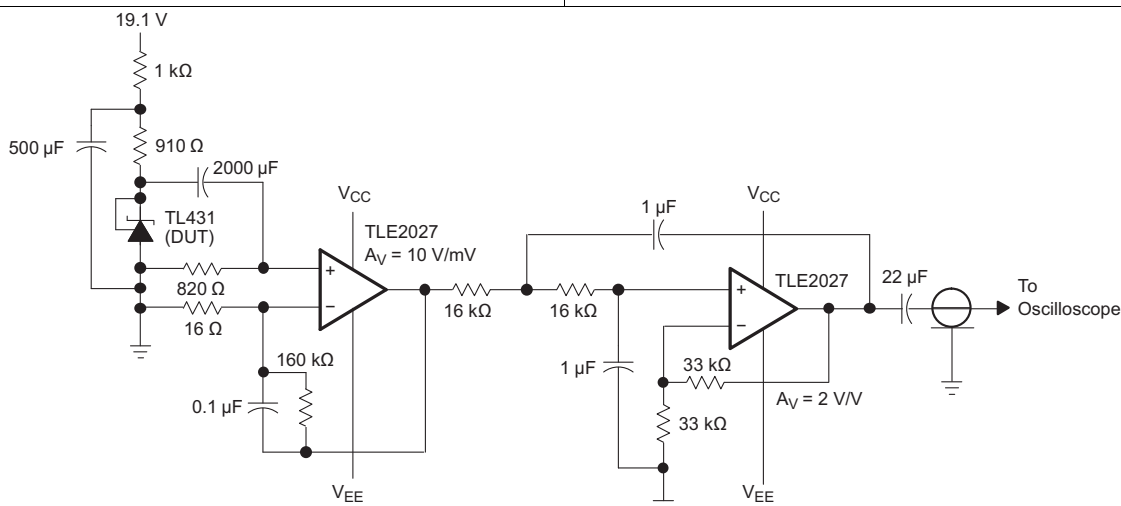 19.1 V
1 kΩ
500 µF
910 Ω
2000 µF
TL431
(DUT)
820 Ω
16 Ω
VCC
TLE2027
AV = 10 V/mV
+
−
160 kΩ
0.1 µF
VEE
16 kΩ
16 kΩ
1 µF
1 µF
VCC
TLE2027
+
−
33 kΩ
AV = 2 V/V
33 kΩ
VEE
22 µF
To
Oscilloscope